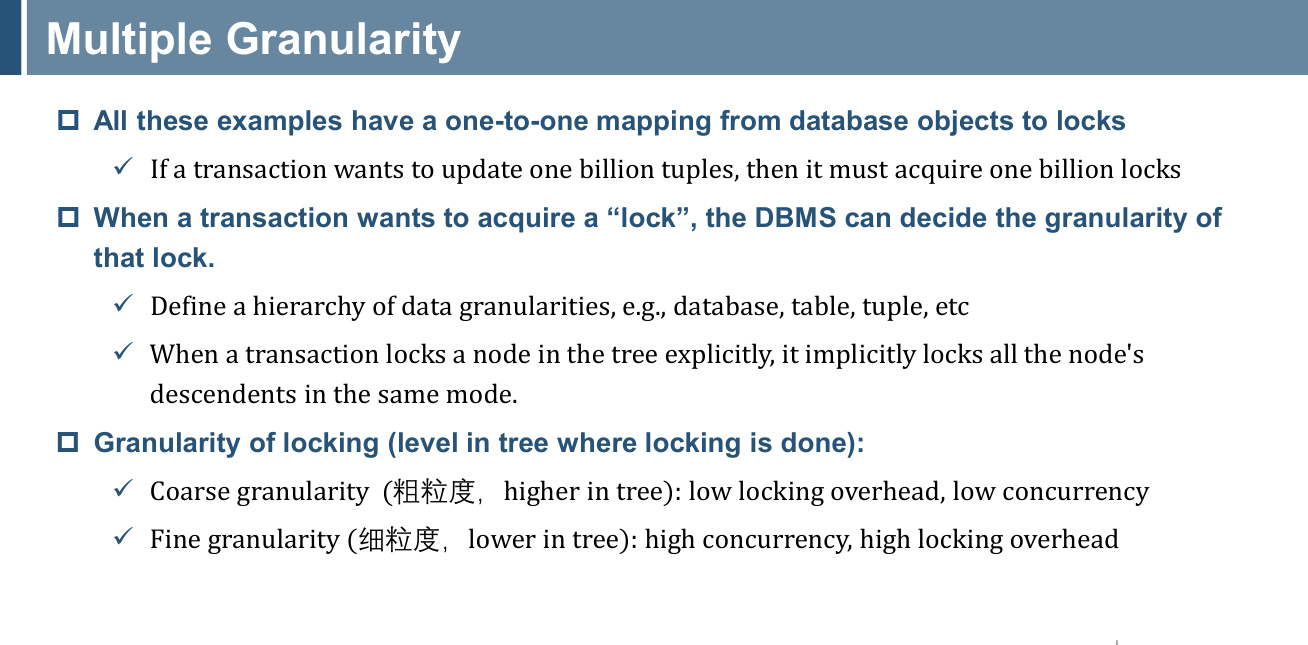 Multiple Granularity
All these examples have a one-to-one mapping from database objects to locks
✓ If a transaction wants to update one billion tuples, then it must acquire one billion locks
When a transaction wants to acquire a “lock”, the DBMS can decide the granularity of
that lock.
✓ Define a hierarchy of data granularities, e.g., database, table, tuple, etc
✓ When a transaction locks a node in the tree explicitly, it implicitly locks all the node's
descendents in the same mode.
Granularity of locking (level in tree where locking is done):
✓ Coarse granularity (粗粒度，higher in tree): low locking overhead, low concurrency
✓ Fine granularity (细粒度，lower in tree): high concurrency, high locking overhead